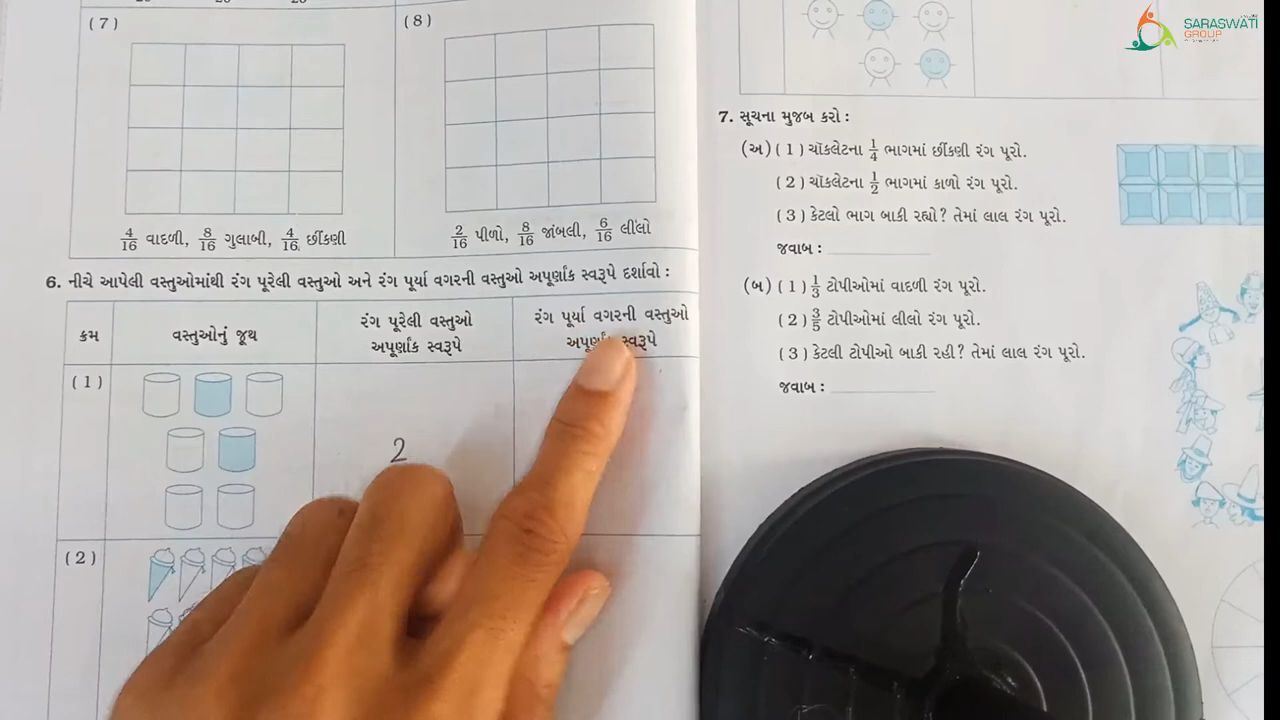 (7)
(8)
4/16 વાદળી, 8/16 ગુલાબી, 4/16 છીંકણી
2/16 પીળો, 8/16 જાંબલી, 6/16 લીલો
6. નીચે આપેલી વસ્તુઓમાંથી રંગ પૂરેલી વસ્તુઓ અને રંગ પૂર્યા વગરની વસ્તુઓ અપૂર્ણાંક સ્વરૂપે દર્શાવો :
ક્રમ
વસ્તુઓનું જૂથ
રંગ પૂરેલી વસ્તુઓ
અપૂર્ણાંક સ્વરૂપે
રંગ પૂર્યા વગરની વસ્તુઓ
અપૂર્ણાંક સ્વરૂપે
(1)
2
(2)
7. સૂચના મુજબ કરો :
(અ) (1) ચૉકલેટના 1/4 ભાગમાં છીંકણી રંગ પૂરો.
(2) ચૉકલેટના 1/2 ભાગમાં કાળો રંગ પૂરો.
(3) કેટલો ભાગ બાકી રહ્યો? તેમાં લાલ રંગ પૂરો.
જવાબ :
(બ) (1) 1/3 ટોપીઓમાં વાદળી રંગ પૂરો.
(2) 3/5 ટોપીઓમાં લીલો રંગ પૂરો.
(3) કેટલી ટોપીઓ બાકી રહી? તેમાં લાલ રંગ પૂરો.
જવાબ :
SARASWATI
GROUP